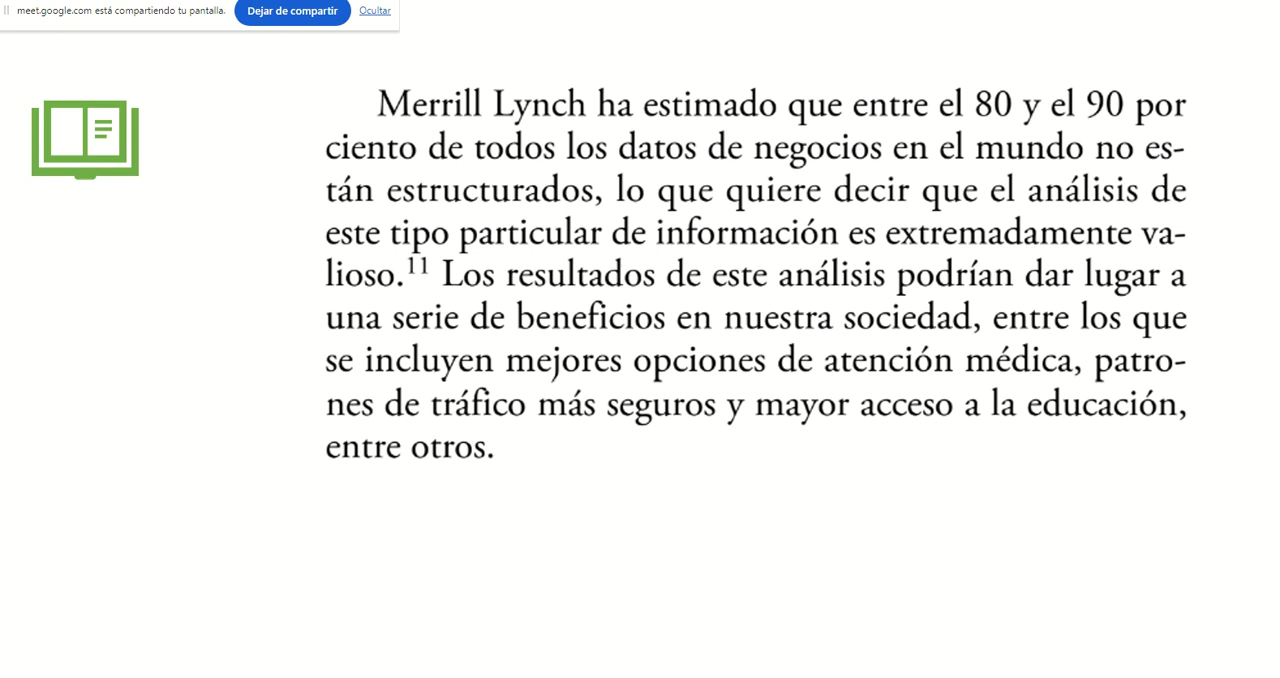 meet.google.com está compartiendo tu pantalla. Dejar de compartir Ocultar
Merrill Lynch ha estimado que entre el 80 y el 90 por
ciento de todos los datos de negocios en el mundo no es-
tán estructurados, lo que quiere decir que el análisis de
este tipo particular de información es extremadamente va-
lioso.11 Los resultados de este análisis podrían dar lugar a
una serie de beneficios en nuestra sociedad, entre los que
se incluyen mejores opciones de atención médica, patro-
nes de tráfico más seguros y mayor acceso a la educación,
entre otros.